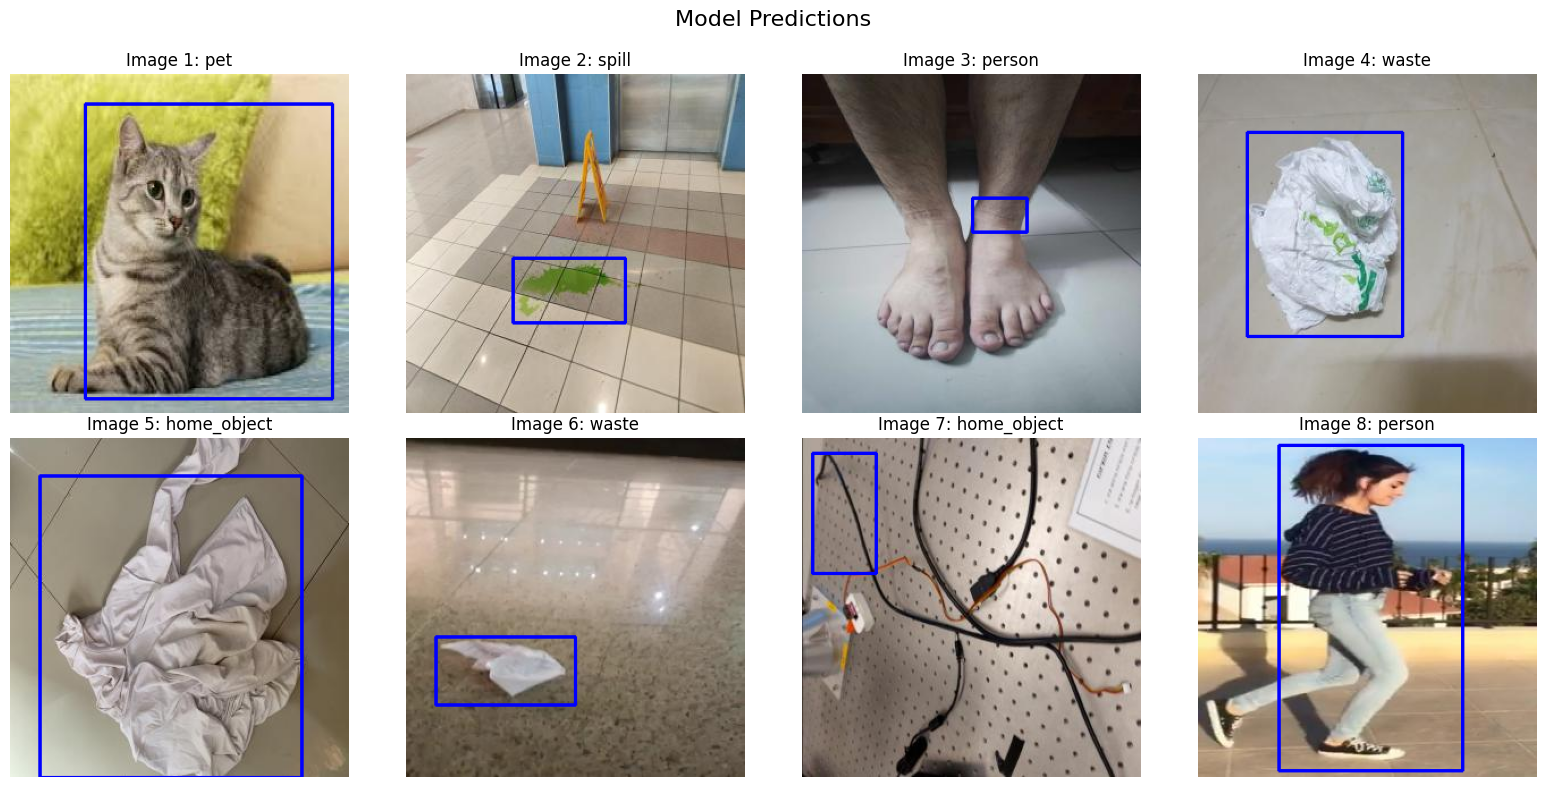 Model Predictions
Image 1: pet
Image 2: spill
Image 3: person
Image 4: waste
Image 5: home_object
Image 6: waste
Image 7: home_object
Image 8: person